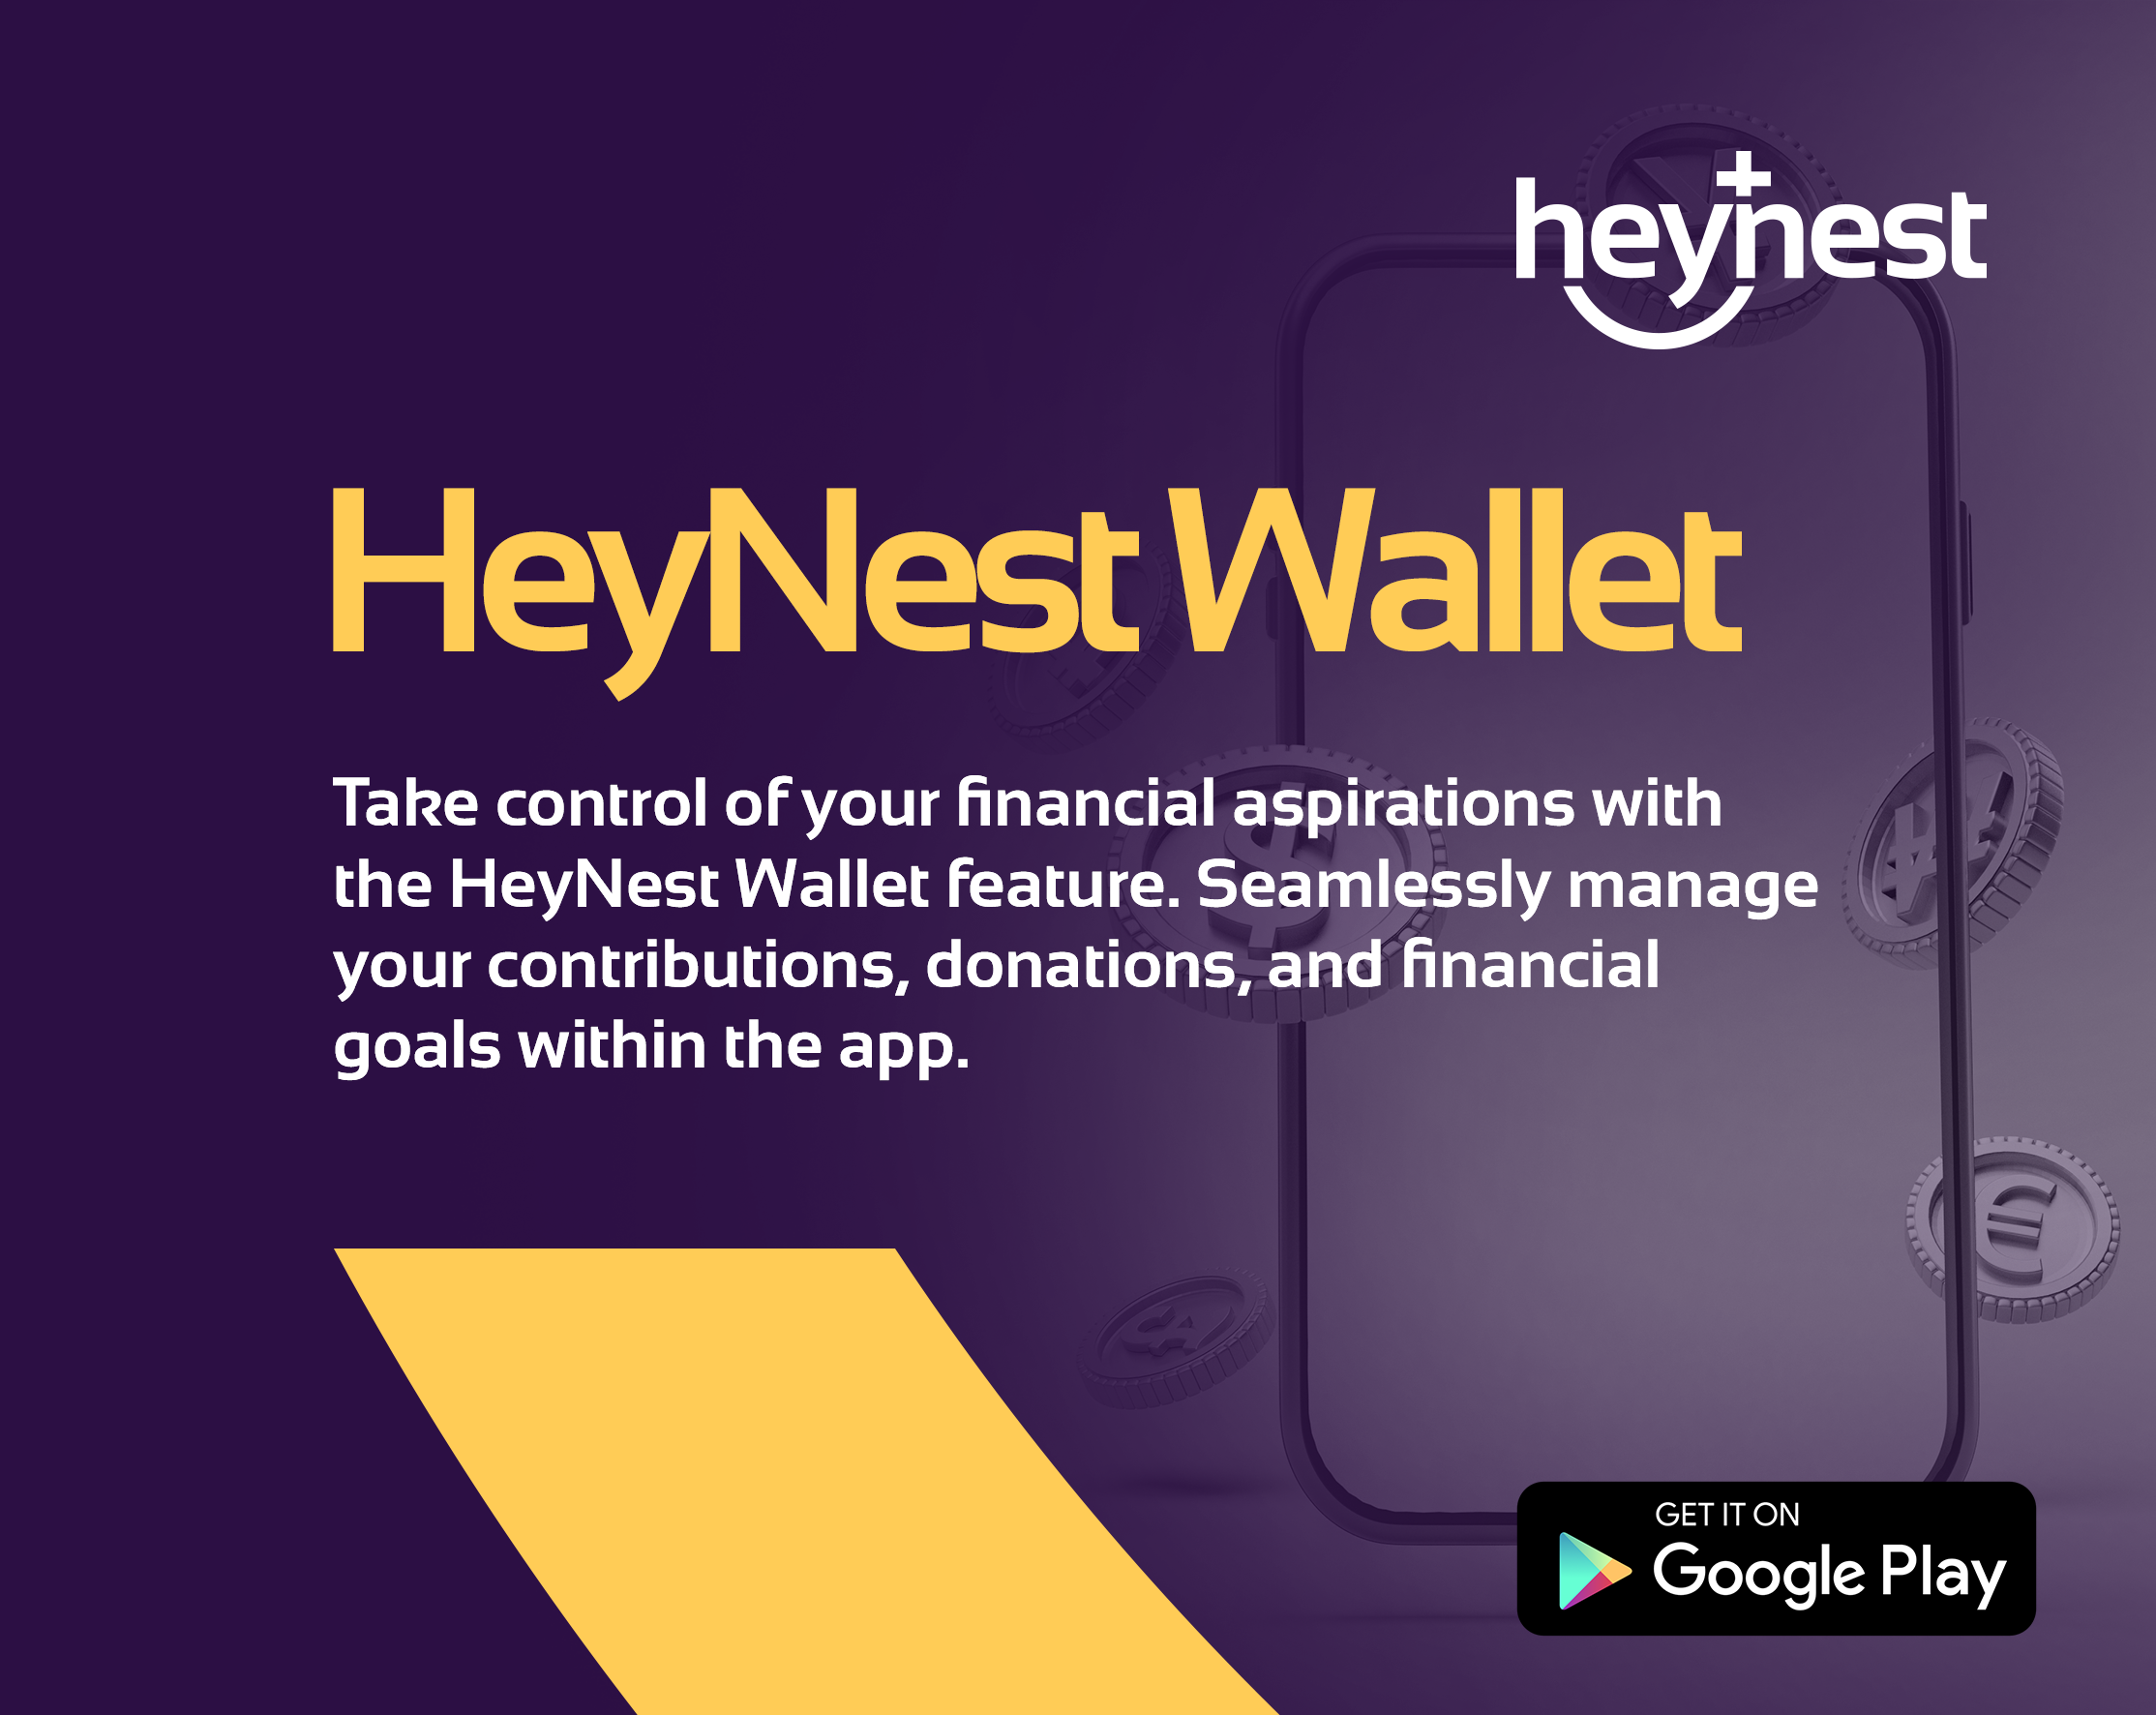 heynest
HeyNest Wallet
Take control of your financial aspirations with
the HeyNest Wallet feature. Seamlessly manage
your contributions, donations, and financial
goals within the app.
GET IT ON
Google Play